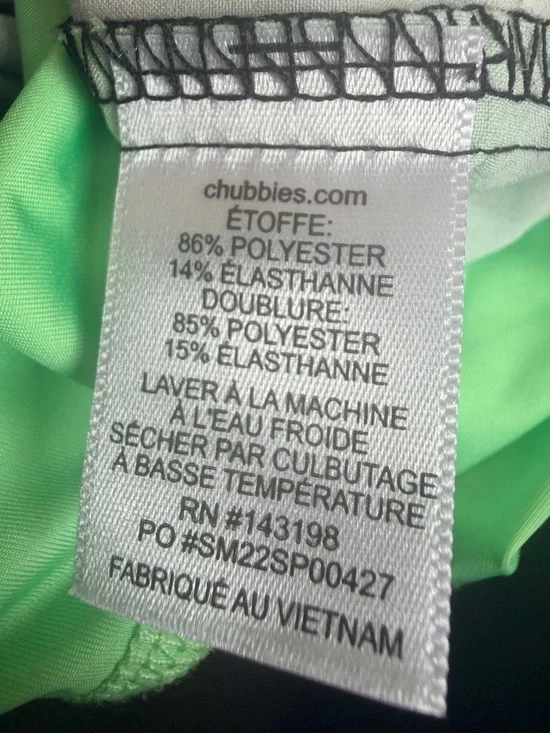 chubbies.com
ÉTOFFE:
86% POLYESTER
14% ÉLASTHANNE
DOUBLURE:
85% POLYESTER
15% ÉLASTHANNE
LAVER À LA MACHINE
À L'EAU FROIDE
SÉCHER PAR CULBUTAGE
À BASSE TEMPÉRATURE
RN #143198
PO #SM22SP00427
FABRIQUÉ AU VIETNAM